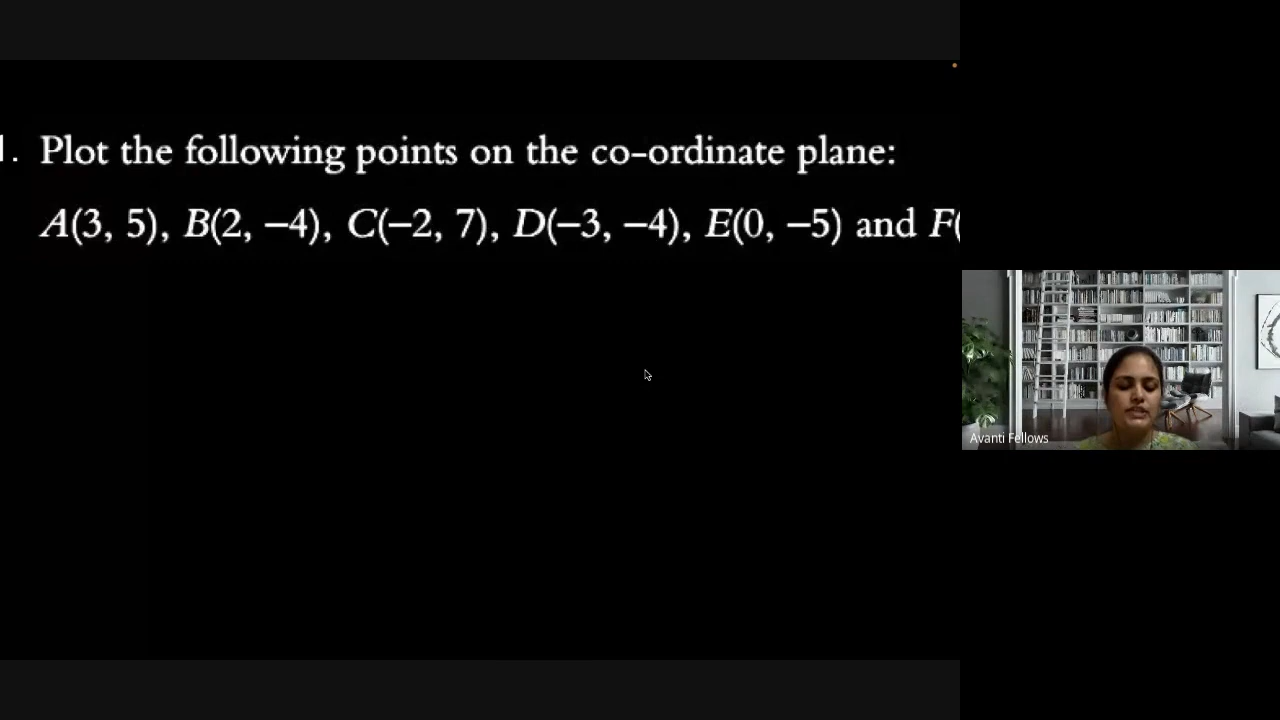 1. Plot the following points on the co-ordinate plane:
A(3, 5), B(2, −4), C(−2, 7), D(−3, −4), E(0, −5) and F(
Avanti Fellows